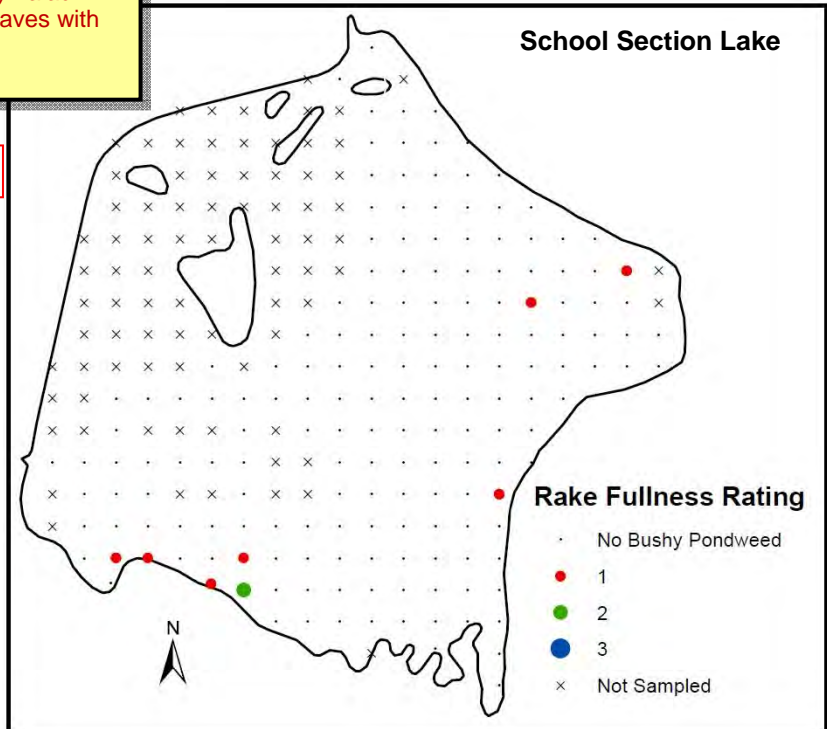 aves with
School Section Lake
Rake Fullness Rating
No Bushy Pondweed
1
2
3
Not Sampled
N